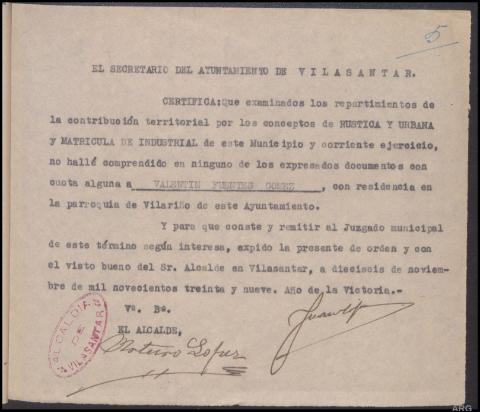 5
EL SECRETARIO DEL AYUNTAMIENTO DE V I L A S A N T A R.
CERTIFICA:Que examinados los repartimientos de
la contribución territorial por los conceptos de RUSTICA Y URBANA
y MATRICULA DE INDUSTRIAL de este Municipio y corriente ejercicio,
no halló comprendido en ninguno de los expresados documentos con
cuota alguna a VALENTIN FUENTES GOMEZ, con residencia en
la parroquia de Vilariño de este Ayuntamiento.
Y para que conste y remitir al Juzgado municipal
de este término según interesa, expido la presente de orden y con
el visto bueno del Sr. Alcalde en Vilasantar, a dieciseis de noviem-
bre de mil novecientos treinta y nueve. Año de la Victoria.-
Vº. Bº.
EL ALCALDE,
ALCALDIA
DE
VILASANTAR
Lopez
ARG